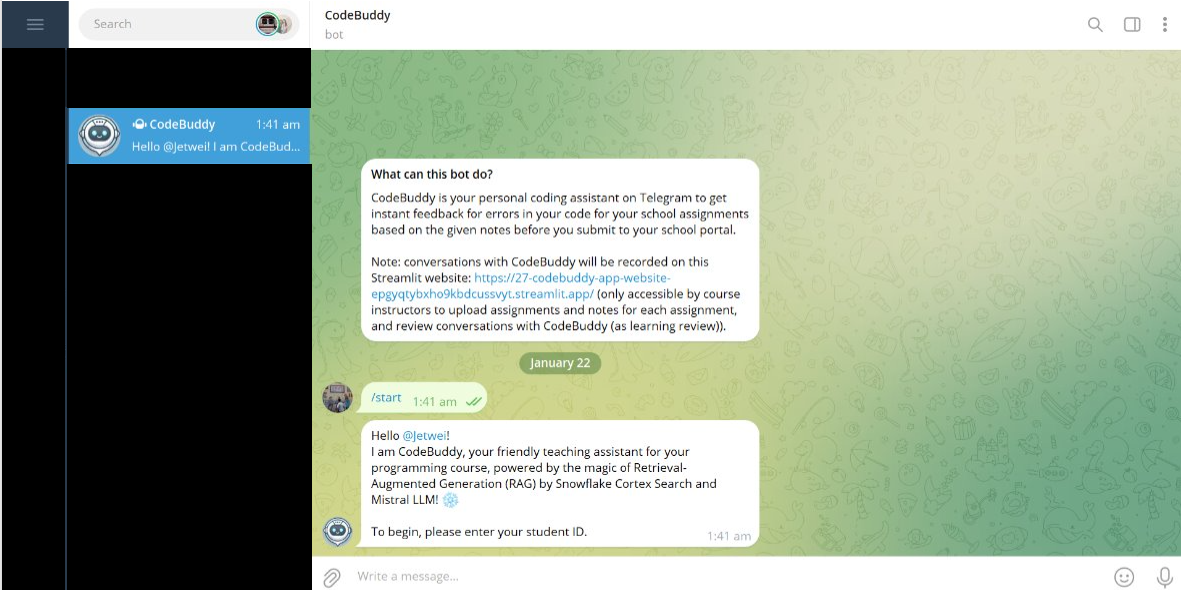 Search
CodeBuddy
bot
CodeBuddy 1:41 am
Hello @Jetwei! I am CodeBud...
What can this bot do?
CodeBuddy is your personal coding assistant on Telegram to get
instant feedback for errors in your code for your school assignments
based on the given notes before you submit to your school portal.
Note: conversations with CodeBuddy will be recorded on this
Streamlit website: https://27-codebuddy-app-website-
epgyqtybxho9kbdcussvyt.streamlit.app/ (only accessible by course
instructors to upload assignments and notes for each assignment,
and review conversations with CodeBuddy (as learning review)).
January 22
/start 1:41 am
Hello @Jetwei!
I am CodeBuddy, your friendly teaching assistant for your
programming course, powered by the magic of Retrieval-
Augmented Generation (RAG) by Snowflake Cortex Search and
Mistral LLM! ❄️
To begin, please enter your student ID.
1:41 am
Write a message...